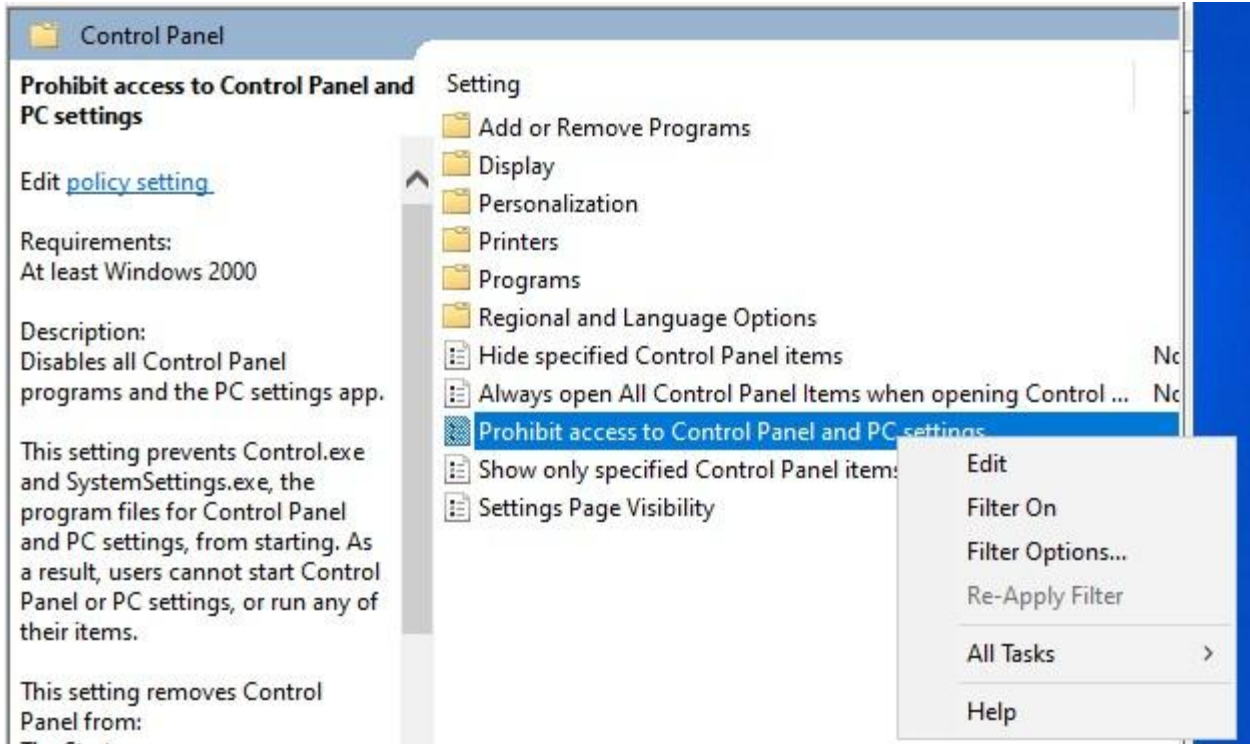 Control Panel
Prohibit access to Control Panel and
PC settings
Edit policy setting
Requirements:
At least Windows 2000
Description:
Disables all Control Panel
programs and the PC settings app.
This setting prevents Control.exe
and SystemSettings.exe, the
program files for Control Panel
and PC settings, from starting. As
a result, users cannot start Control
Panel or PC settings, or run any of
their items.
This setting removes Control
Panel from:
Setting
Add or Remove Programs
Display
Personalization
Printers
Programs
Regional and Language Options
Hide specified Control Panel items
Always open All Control Panel Items when opening Control ...
Prohibit access to Control Panel and PC settings
Show only specified Control Panel items
Settings Page Visibility
Edit
Filter On
Filter Options...
Re-Apply Filter
All Tasks
Help